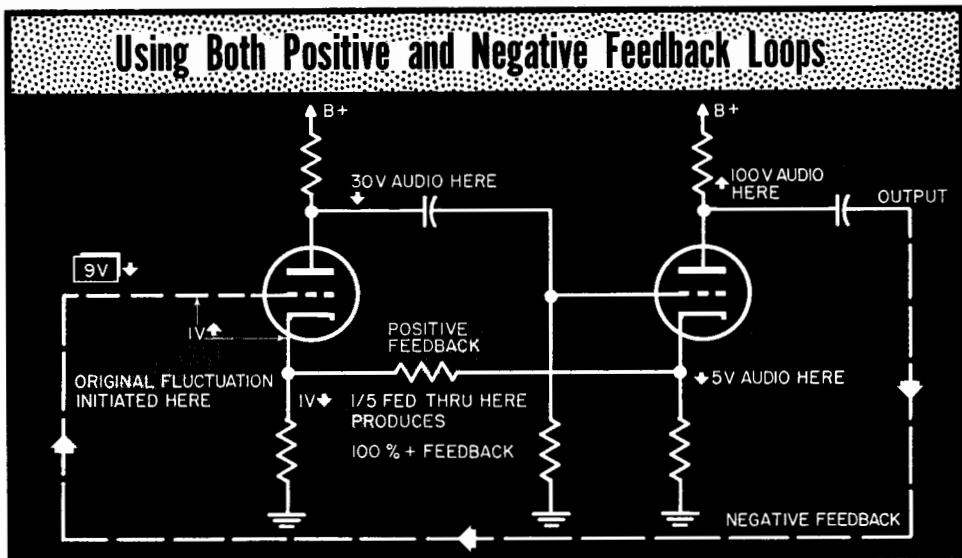 Using Both Positive and Negative Feedback Loops
B+
B+
30V AUDIO HERE
100V AUDIO
HERE
OUTPUT
9V
1V
POSITIVE
FEEDBACK
ORIGINAL FLUCTUATION
INITIATED HERE
5V AUDIO HERE
1V
1/5 FED THRU HERE
PRODUCES
100 % + FEEDBACK
NEGATIVE FEEDBACK